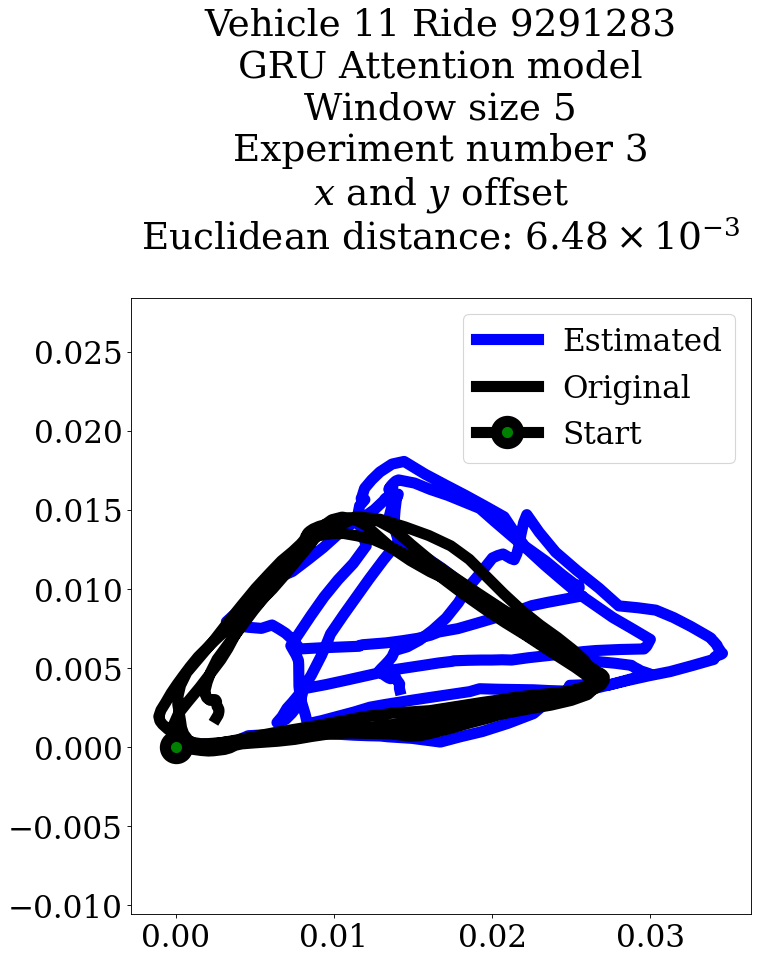 Vehicle 11 Ride 9291283
GRU Attention model
Window size 5
Experiment number 3
x and y offset
Euclidean distance: 6.48 × 10⁻³
Estimated
Original
Start
0.025
0.020
0.015
0.010
0.005
0.000
−0.005
−0.010
0.00 0.01 0.02 0.03